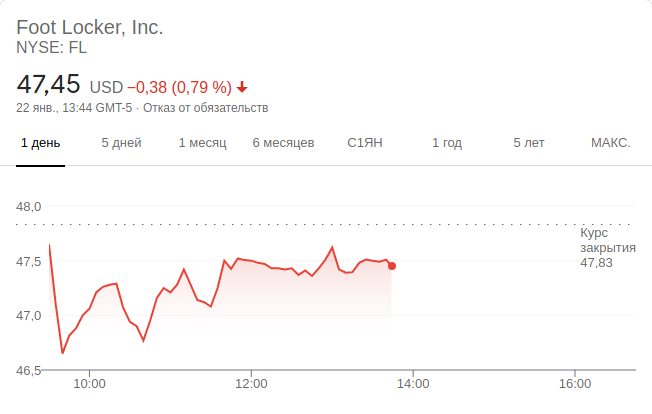 Foot Locker, Inc.
NYSE: FL
47,45 USD −0,38 (0,79 %)
22 янв., 13:44 GMT-5 · Отказ от обязательств
1 день 5 дней 1 месяц 6 месяцев С1ЯН 1 год 5 лет МАКС.
48,0
Курс
закрытия
47,83
47,5
47,0
46,5
10:00 12:00 14:00 16:00